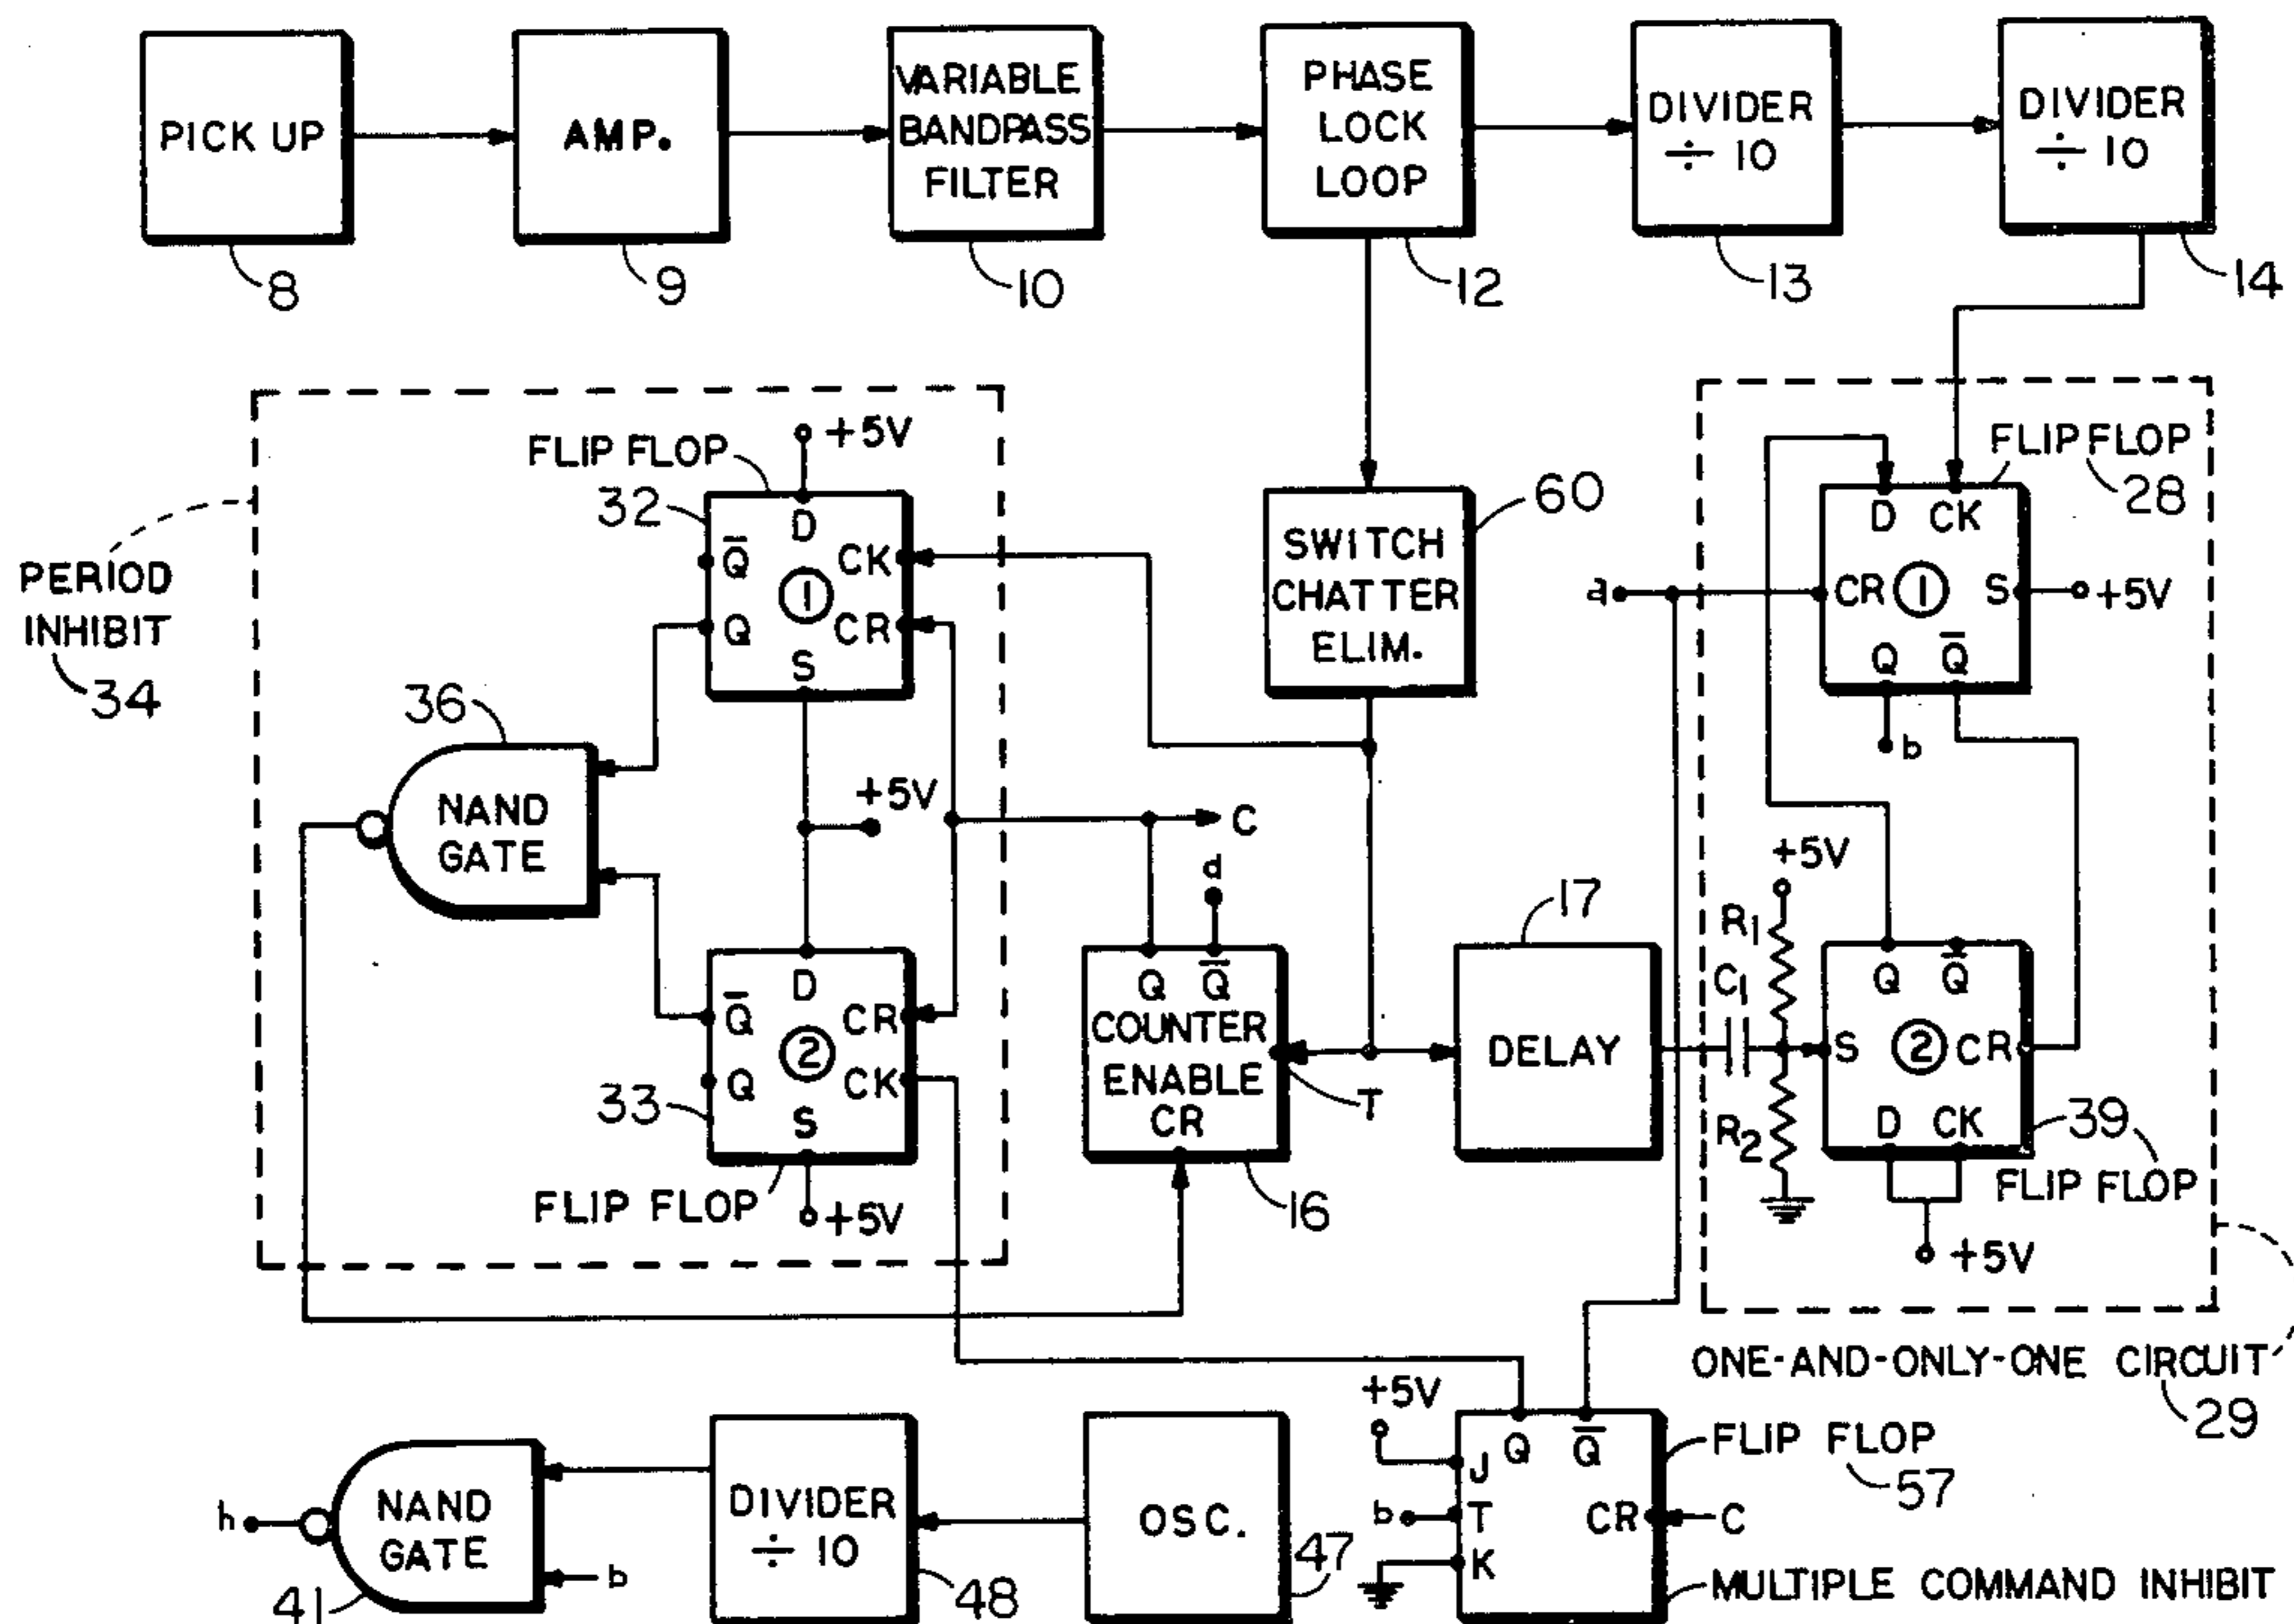 PICK UP
8
AMP.
9
VARIABLE
BANDPASS
FILTER
10
PHASE
LOCK
LOOP
12
DIVIDER
÷ 10
13
DIVIDER
÷ 10
14
PERIOD
INHIBIT
34
FLIP FLOP
32
+5V
D
Q̅
CK
①
Q
CR
S
36
NAND
GATE
+5V
C
D
Q̅
CR
②
Q
CK
S
33
FLIP FLOP
+5V
60
SWITCH
CHATTER
ELIM.
d
Q
Q̅
COUNTER
ENABLE
CR
T
16
17
DELAY
FLIP FLOP
28
D
CK
a
CR
①
S
+5V
Q
Q̅
b
+5V
R1
C1
R2
Q
Q̅
S
②
CR
D
CK
39
FLIP FLOP
+5V
ONE-AND-ONLY-ONE CIRCUIT
29
h
NAND
GATE
b
41
DIVIDER
÷ 10
48
OSC.
47
+5V
J
Q
Q̅
b
T
CR
C
K
FLIP FLOP
57
MULTIPLE COMMAND INHIBIT